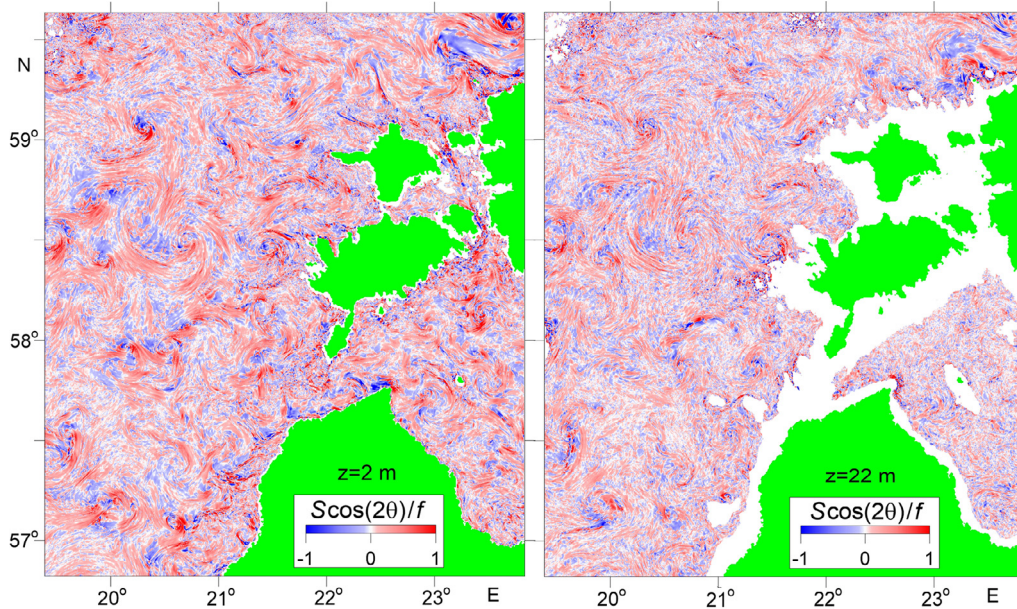 N
59°
58°
57°
z=2 m
Scos(2θ)/f
-1 0 1
20° 21° 22° 23° E
z=22 m
Scos(2θ)/f
-1 0 1
20° 21° 22° 23° E